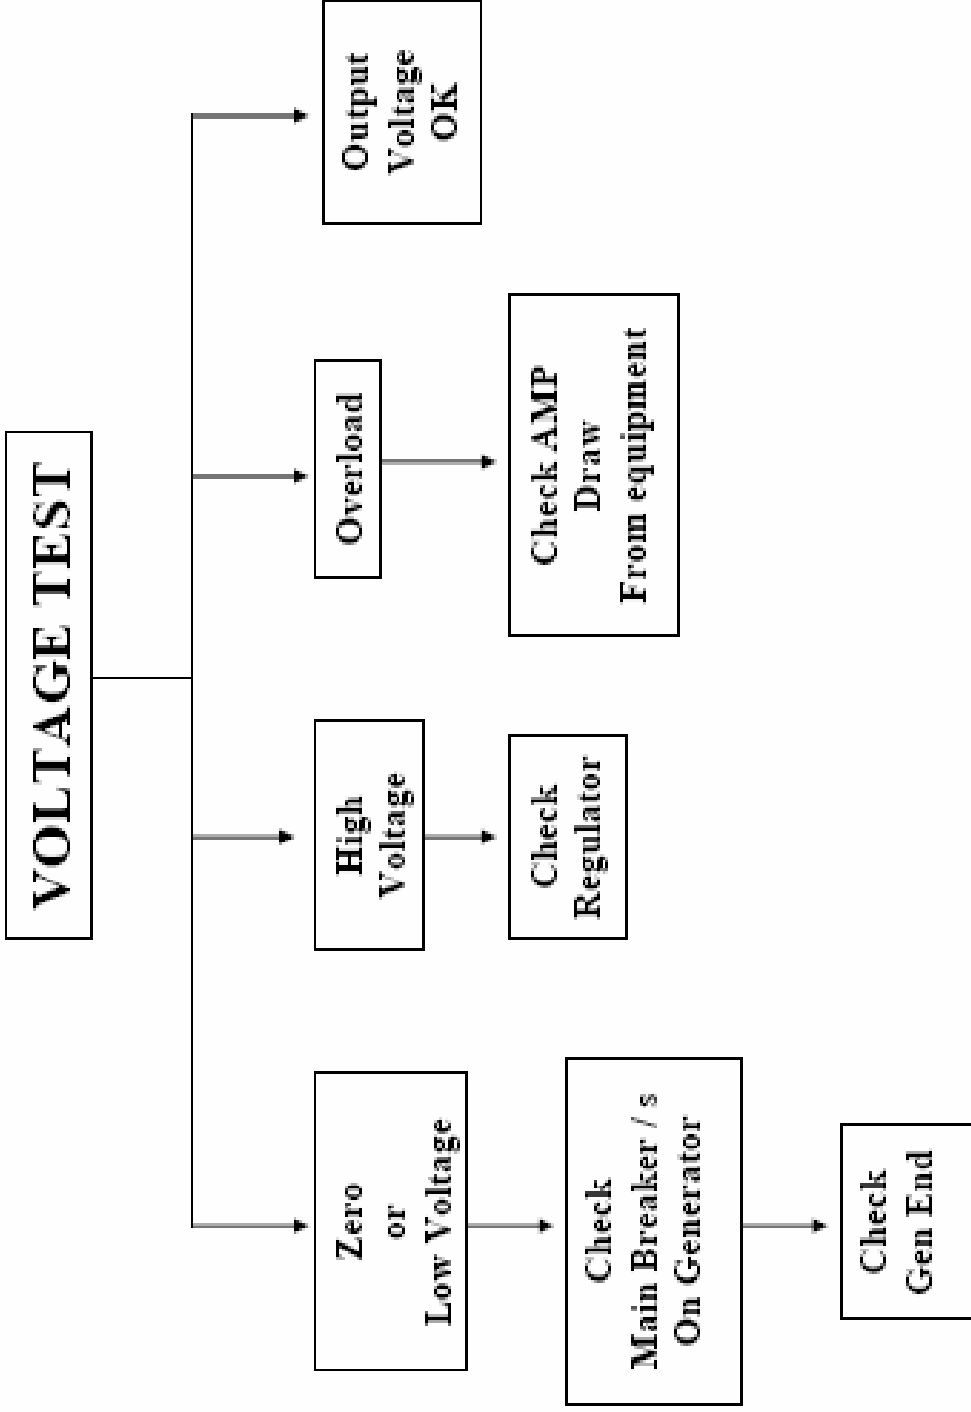 VOLTAGE TEST
Zero
or
Low Voltage
High
Voltage
Overload
Output
Voltage
OK
Check
Main Breaker / s
On Generator
Check
Regulator
Check AMP
Draw
From equipment
Check
Gen End